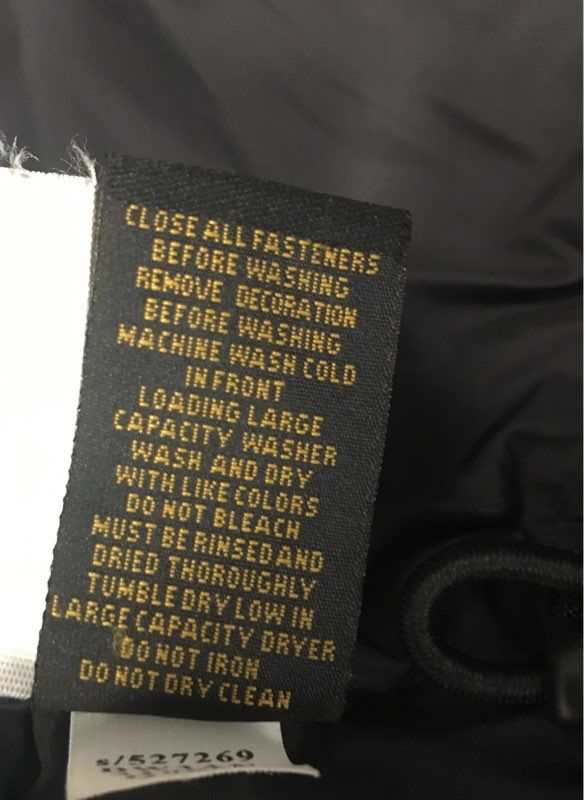 CLOSE ALL FASTENERS
BEFORE WASHING
REMOVE DECORATION
BEFORE WASHING
MACHINE WASH COLD
IN FRONT
LOADING LARGE
CAPACITY WASHER
WASH AND DRY
WITH LIKE COLORS
DO NOT BLEACH
MUST BE RINSED AND
DRIED THOROUGHLY
TUMBLE DRY LOW IN
LARGE CAPACITY DRYER
DO NOT IRON
DO NOT DRY CLEAN
s/527269